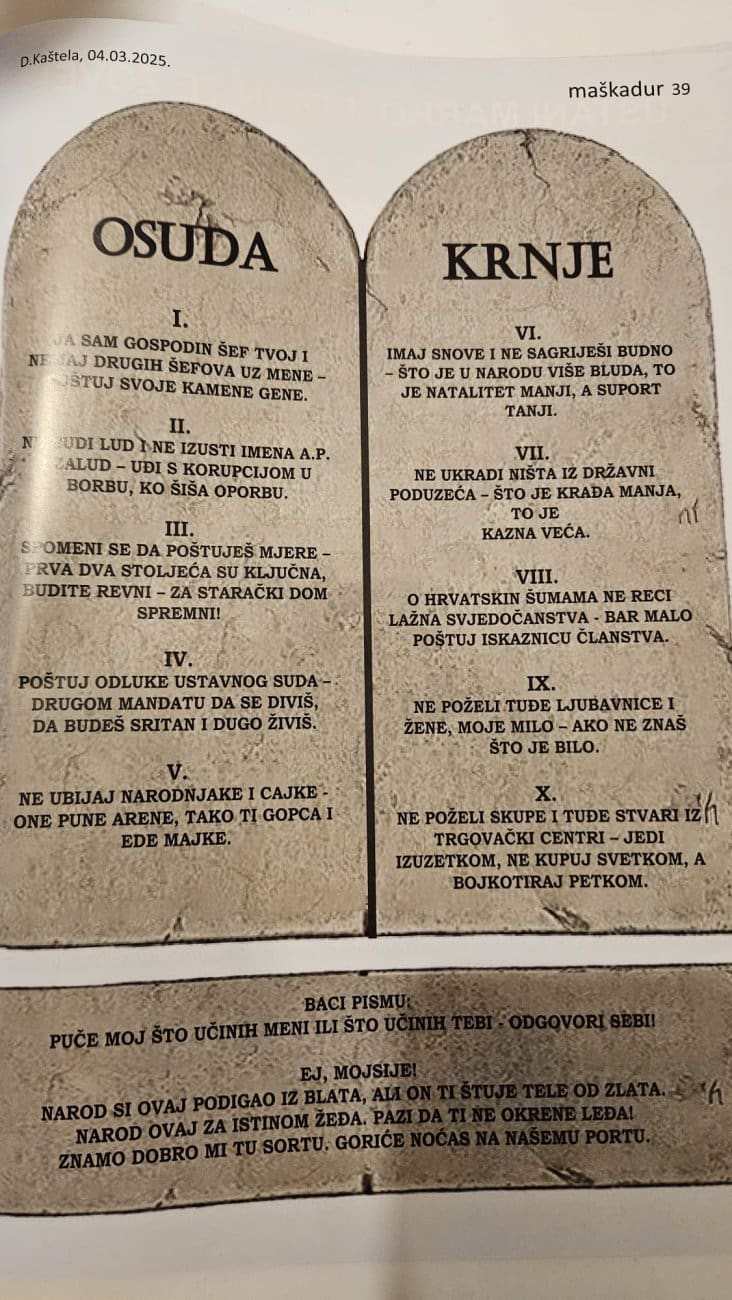 D.Kaštela, 04.03.2025.
maškadur 39
OSUDA
I.
JA SAM GOSPODIN ŠEF TVOJ I
NEMAJ DRUGIH ŠEFOVA UZ MENE –
POŠTUJ SVOJE KAMENE GENE.
II.
NE BUDI LUD I NE IZUSTI IMENA A.P.
ZALUD – UĐI S KORUPCIJOM U
BORBU, KO ŠIŠA OPORBU.
III.
SPOMENI SE DA POŠTUJEŠ MJERE –
PRVA DVA STOLJEĆA SU KLJUČNA,
BUDITE REVNI – ZA STARAČKI DOM
SPREMNI!
IV.
POŠTUJ ODLUKE USTAVNOG SUDA –
DRUGOM MANDATU DA SE DIVIŠ,
DA BUDEŠ SRITAN I DUGO ŽIVIŠ.
V.
NE UBIJAJ NARODNJAKE I CAJKE -
ONE PUNE ARENE, TAKO TI GOPCA I
EDE MAJKE.
KRNJE
VI.
IMAJ SNOVE I NE SAGRIJEŠI BUDNO
– ŠTO JE U NARODU VIŠE BLUDA, TO
JE NATALITET MANJI, A SUPORT
TANJI.
VII.
NE UKRADI NIŠTA IZ DRŽAVNI
PODUZEĆA – ŠTO JE KRAĐA MANJA,
TO JE
KAZNA VEĆA.
VIII.
O HRVATSKIN ŠUMAMA NE RECI
LAŽNA SVJEDOČANSTVA - BAR MALO
POŠTUJ ISKAZNICU ČLANSTVA.
IX.
NE POŽELI TUĐE LJUBAVNICE I
ŽENE, MOJE MILO – AKO NE ZNAŠ
ŠTO JE BILO.
X.
NE POŽELI SKUPE I TUĐE STVARI IZ
TRGOVAČKI CENTRI – JEDI
IZUZETKOM, NE KUPUJ SVETKOM, A
BOJKOTIRAJ PETKOM.
BACI PISMU:
PUČE MOJ ŠTO UČINIH MENI ILI ŠTO UČINIH TEBI - ODGOVORI SEBI!
EJ, MOJSIJE!
NAROD SI OVAJ PODIGAO IZ BLATA, ALI ON TI ŠTUJE TELE OD ZLATA.
NAROD OVAJ ZA ISTINOM ŽEĐA. PAZI DA TI NE OKRENE LEĐA!
ZNAMO DOBRO MI TU SORTU. GORIĆE NOĆAS NA NAŠEMU PORTU.